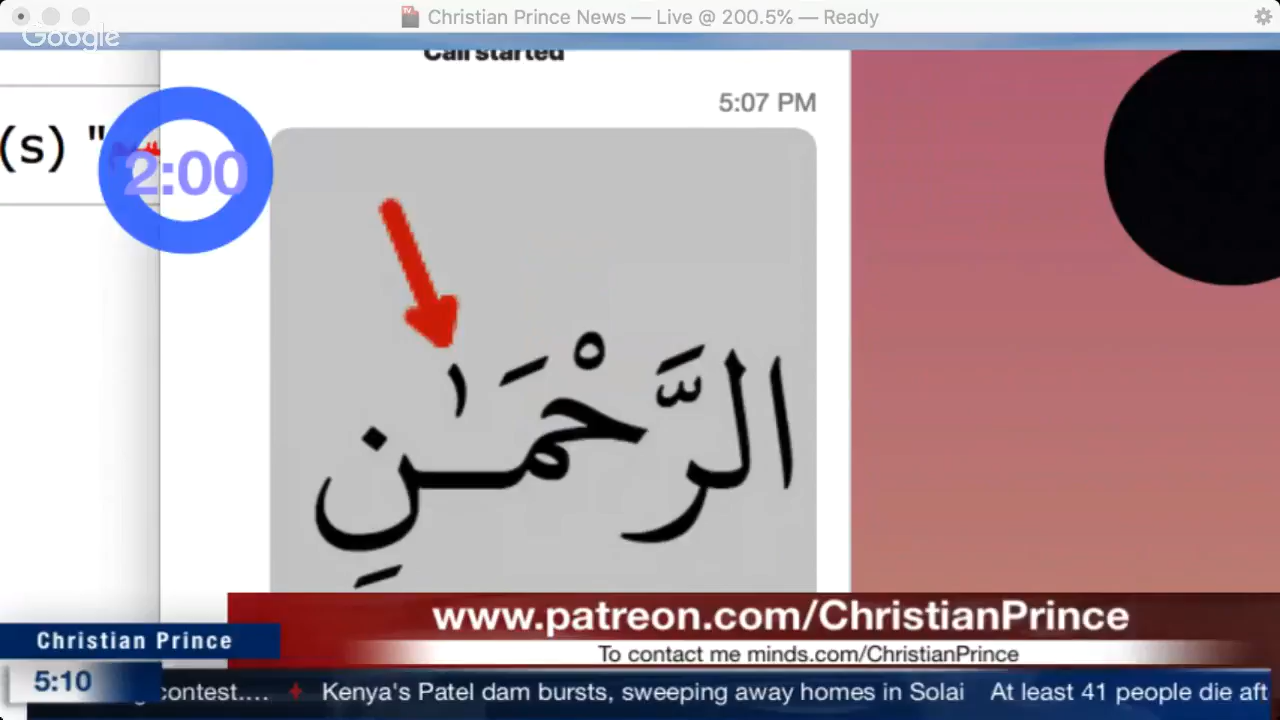 Christian Prince News — Live @ 200.5% — Ready
Google
Call started
5:07 PM
(s) "
2:00
الرَّحْمَـٰنِ
www.patreon.com/ChristianPrince
To contact me minds.com/ChristianPrince
Christian Prince
5:10
contest.... Kenya's Patel dam bursts, sweeping away homes in Solai At least 41 people die aft